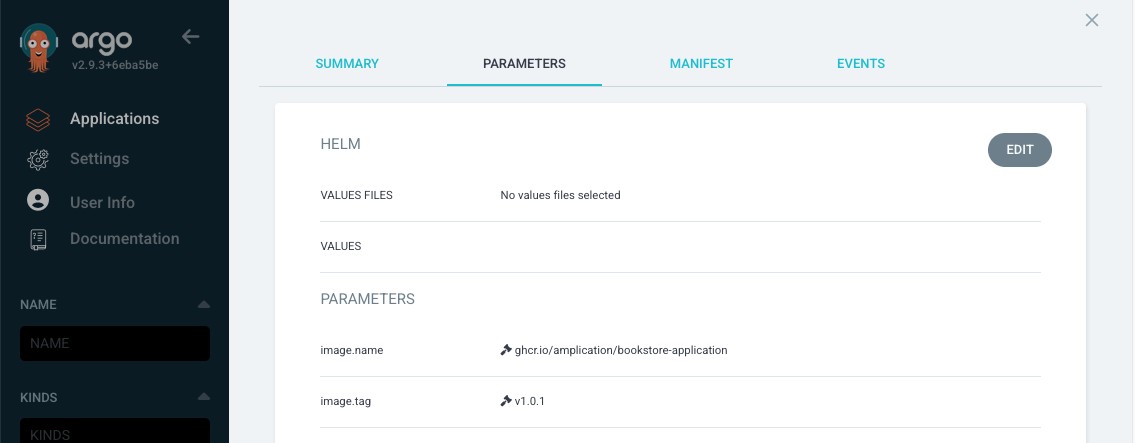 argo
v2.9.3+6eba5be
Applications
Settings
User Info
Documentation
NAME
NAME
KINDS
KINDS
SUMMARY PARAMETERS MANIFEST EVENTS
HELM
EDIT
VALUES FILES No values files selected
VALUES
PARAMETERS
image.name ghcr.io/amplication/bookstore-application
image.tag v1.0.1